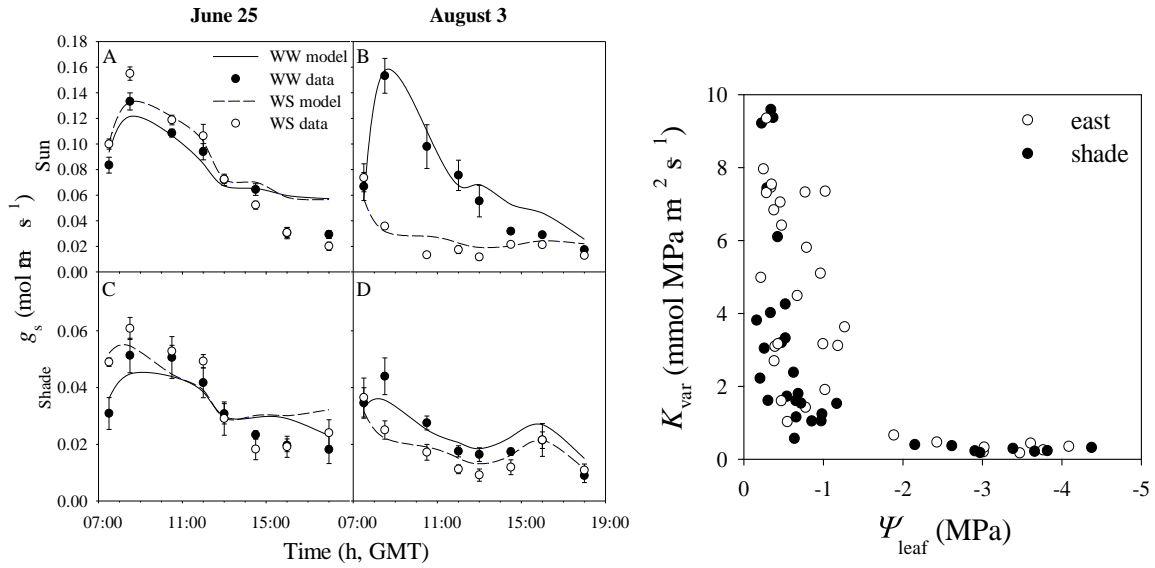 June 25
August 3
0.18
0.16
0.14
0.12
0.10
0.08
0.06
0.04
0.02
0.00
Sun
A
WW model
WW data
WS model
WS data
B
gs (mol m s-1)
0.06
0.04
0.02
0.00
Shade
C
D
07:00
11:00
15:00
07:00
11:00
15:00
19:00
Time (h, GMT)
10
8
6
4
2
0
Kvar (mmol MPa m-2 s-1)
east
shade
0
-1
-2
-3
-4
-5
Ψleaf (MPa)